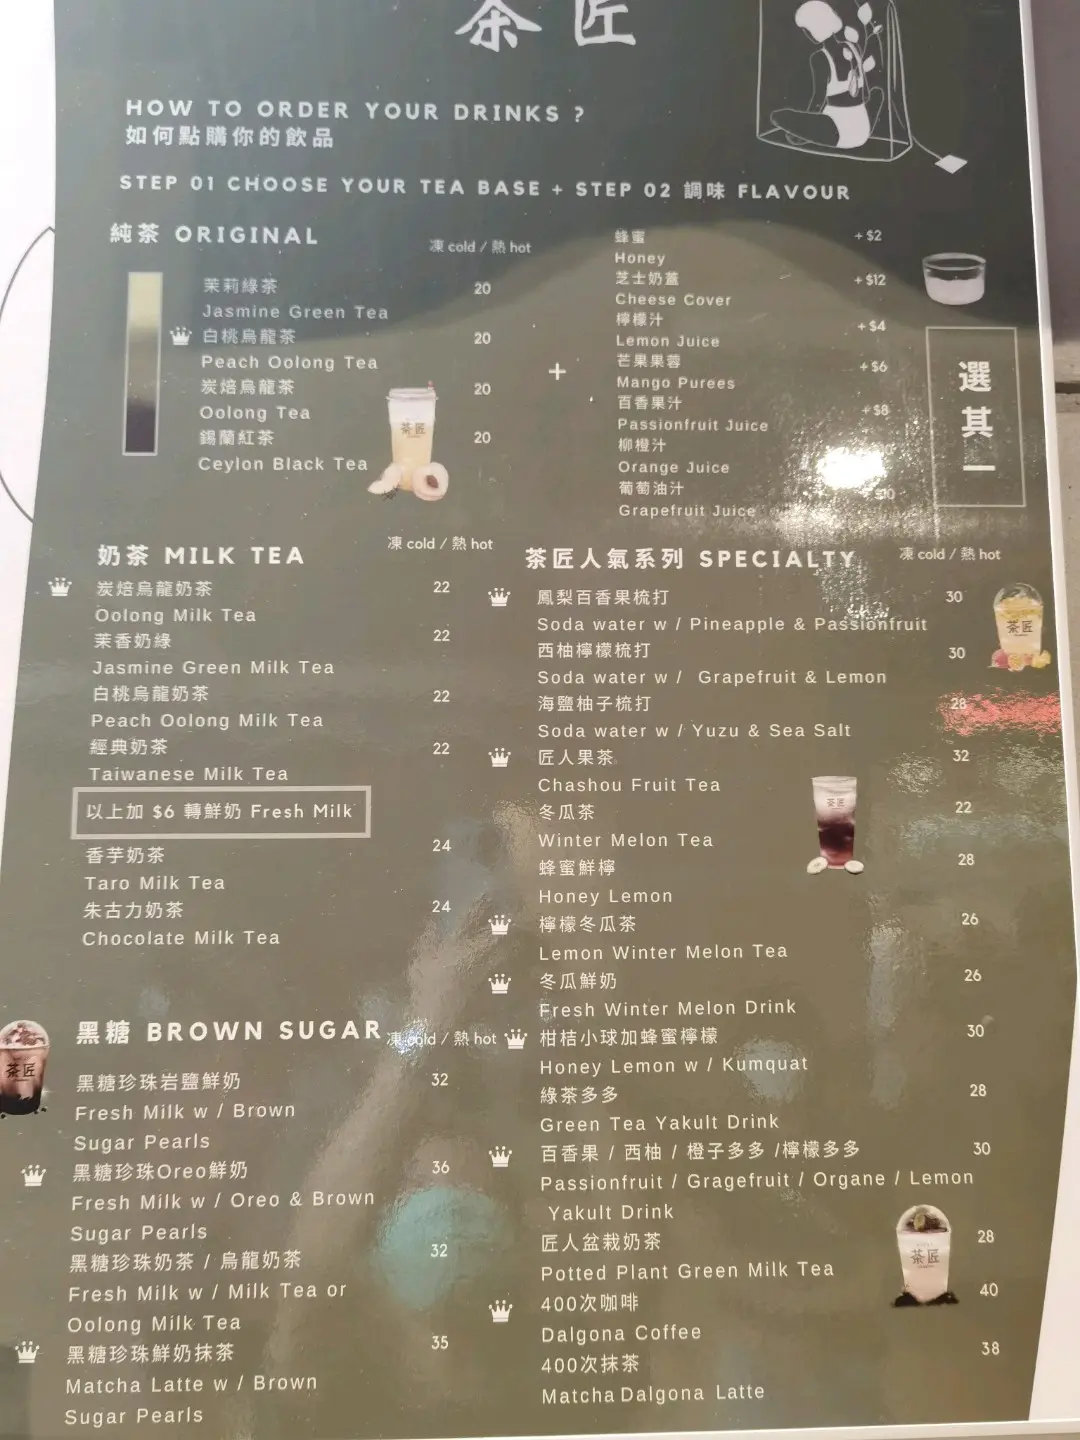 茶匠
HOW TO ORDER YOUR DRINKS ?
如何點購你的飲品
STEP 01 CHOOSE YOUR TEA BASE + STEP 02 調味 FLAVOUR
純茶 ORIGINAL
凍 cold / 熱 hot
茉莉綠茶 20
Jasmine Green Tea
白桃烏龍茶 20
Peach Oolong Tea
炭焙烏龍茶 20
Oolong Tea
錫蘭紅茶 20
Ceylon Black Tea
茶匠
+
蜂蜜 + $2
Honey
芝士奶蓋 + $12
Cheese Cover
檸檬汁 + $4
Lemon Juice
芒果果蓉 + $6
Mango Purees
百香果汁 + $8
Passionfruit Juice
柳橙汁
Orange Juice
葡萄油汁 $10
Grapefruit Juice
選其一
奶茶 MILK TEA
凍 cold / 熱 hot
炭焙烏龍奶茶 22
Oolong Milk Tea
茉香奶綠 22
Jasmine Green Milk Tea
白桃烏龍奶茶 22
Peach Oolong Milk Tea
經典奶茶 22
Taiwanese Milk Tea
以上加 $6 轉鮮奶 Fresh Milk
香芋奶茶 24
Taro Milk Tea
朱古力奶茶 24
Chocolate Milk Tea
黑糖 BROWN SUGAR
凍 cold / 熱 hot
茶匠
黑糖珍珠岩鹽鮮奶 32
Fresh Milk w / Brown
Sugar Pearls
黑糖珍珠Oreo鮮奶 36
Fresh Milk w / Oreo & Brown
Sugar Pearls
黑糖珍珠奶茶 / 烏龍奶茶 32
Fresh Milk w / Milk Tea or
Oolong Milk Tea
黑糖珍珠鮮奶抹茶 35
Matcha Latte w / Brown
Sugar Pearls
茶匠人氣系列 SPECIALTY
凍 cold / 熱 hot
鳳梨百香果梳打 30
Soda water w / Pineapple & Passionfruit
茶匠
西柚檸檬梳打 30
Soda water w / Grapefruit & Lemon
海鹽柚子梳打 28
Soda water w / Yuzu & Sea Salt
匠人果茶 32
Chashou Fruit Tea
茶匠
冬瓜茶 22
Winter Melon Tea
蜂蜜鮮檸 28
Honey Lemon
檸檬冬瓜茶 26
Lemon Winter Melon Tea
冬瓜鮮奶 26
Fresh Winter Melon Drink
柑桔小球加蜂蜜檸檬 30
Honey Lemon w / Kumquat
綠茶多多 28
Green Tea Yakult Drink
百香果 / 西柚 / 橙子多多 /檸檬多多 30
Passionfruit / Gragefruit / Organe / Lemon
Yakult Drink
匠人盆栽奶茶 28
Potted Plant Green Milk Tea
茶匠
400次咖啡 40
Dalgona Coffee
400次抹茶 38
Matcha Dalgona Latte